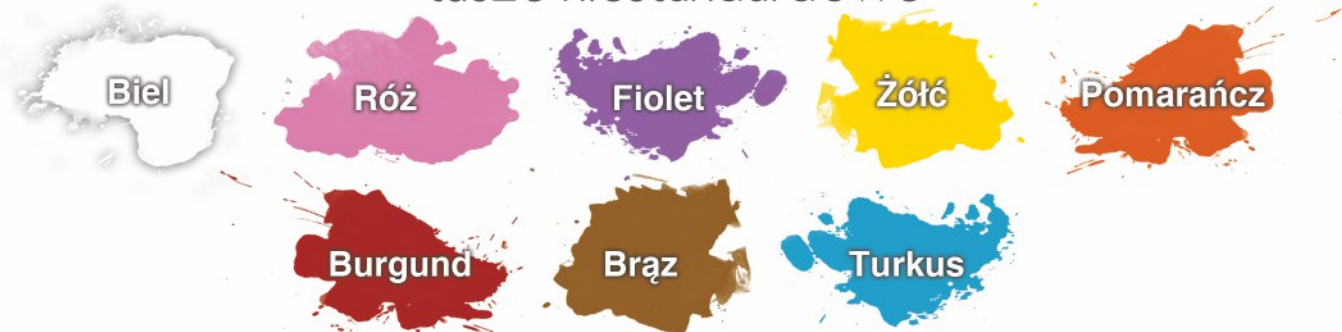 Biel
Róż
Fiolet
Żółć
Pomarańcz
Burgund
Brąz
Turkus